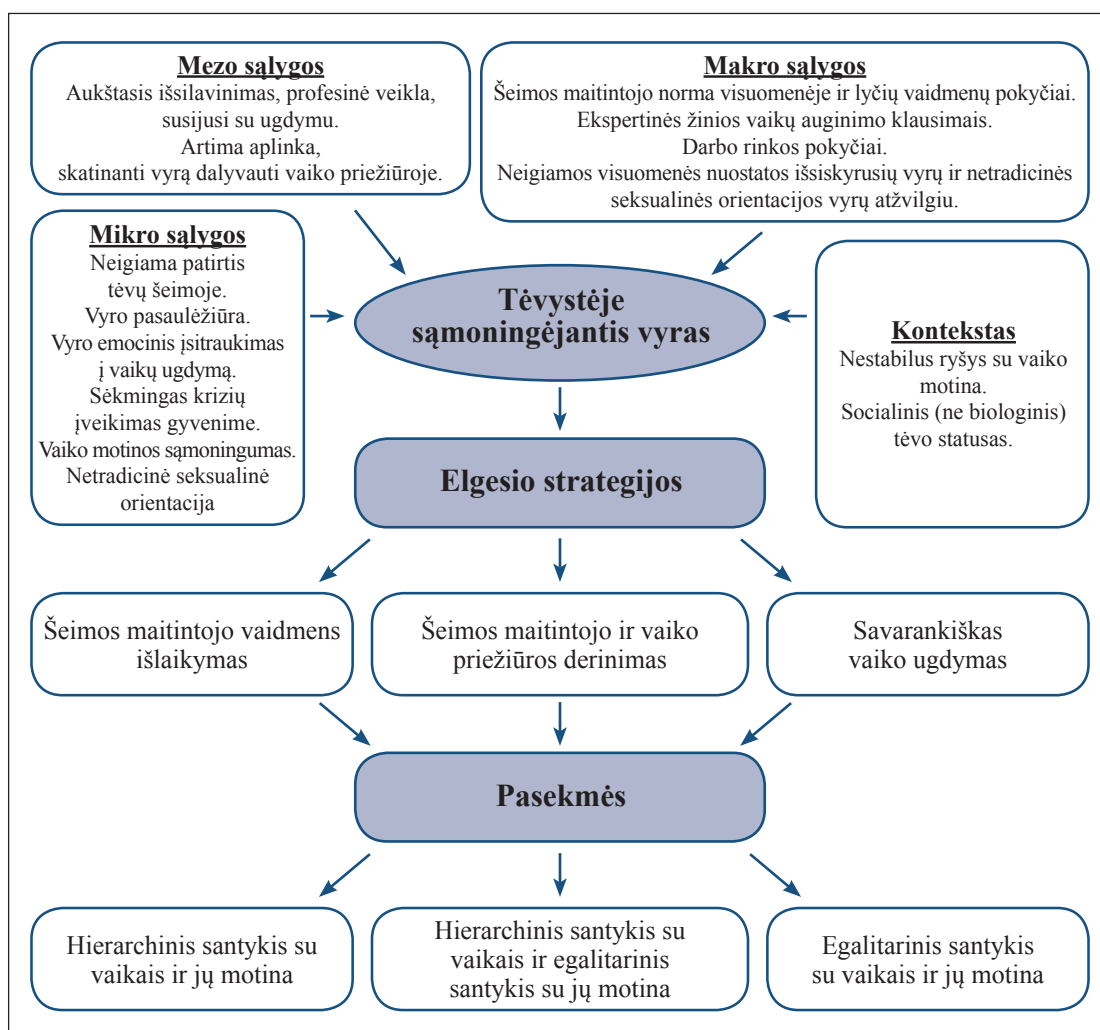 Mezo sąlygos
Aukštasis išsilavinimas, profesinė veikla,
susijusi su ugdymu.
Artima aplinka,
skatinanti vyrą dalyvauti vaiko priežiūroje.
Makro sąlygos
Šeimos maitintojo norma visuomenėje ir lyčių vaidmenų pokyčiai.
Ekspertinės žinios vaikų auginimo klausimais.
Darbo rinkos pokyčiai.
Neigiamos visuomenės nuostatos išsiskyrusių vyrų ir netradicinės
seksualinės orientacijos vyrų atžvilgiu.
Mikro sąlygos
Neigiama patirtis
tėvų šeimoje.
Vyro pasaulėžiūra.
Vyro emocinis įsitraukimas
į vaikų ugdymą.
Sėkmingas krizių
įveikimas gyvenime.
Vaiko motinos sąmoningumas.
Netradicinė seksualinė
orientacija
Tėvystėje
sąmoningėjantis vyras
Kontekstas
Nestabilus ryšys su vaiko
motina.
Socialinis (ne biologinis)
tėvo statusas.
Elgesio strategijos
Šeimos maitintojo vaidmens
išlaikymas
Šeimos maitintojo ir vaiko
priežiūros derinimas
Savarankiškas
vaiko ugdymas
Pasekmės
Hierarchinis santykis su
vaikais ir jų motina
Hierarchinis santykis su
vaikais ir egalitarinis
santykis su jų motina
Egalitarinis santykis
su vaikais ir jų motina